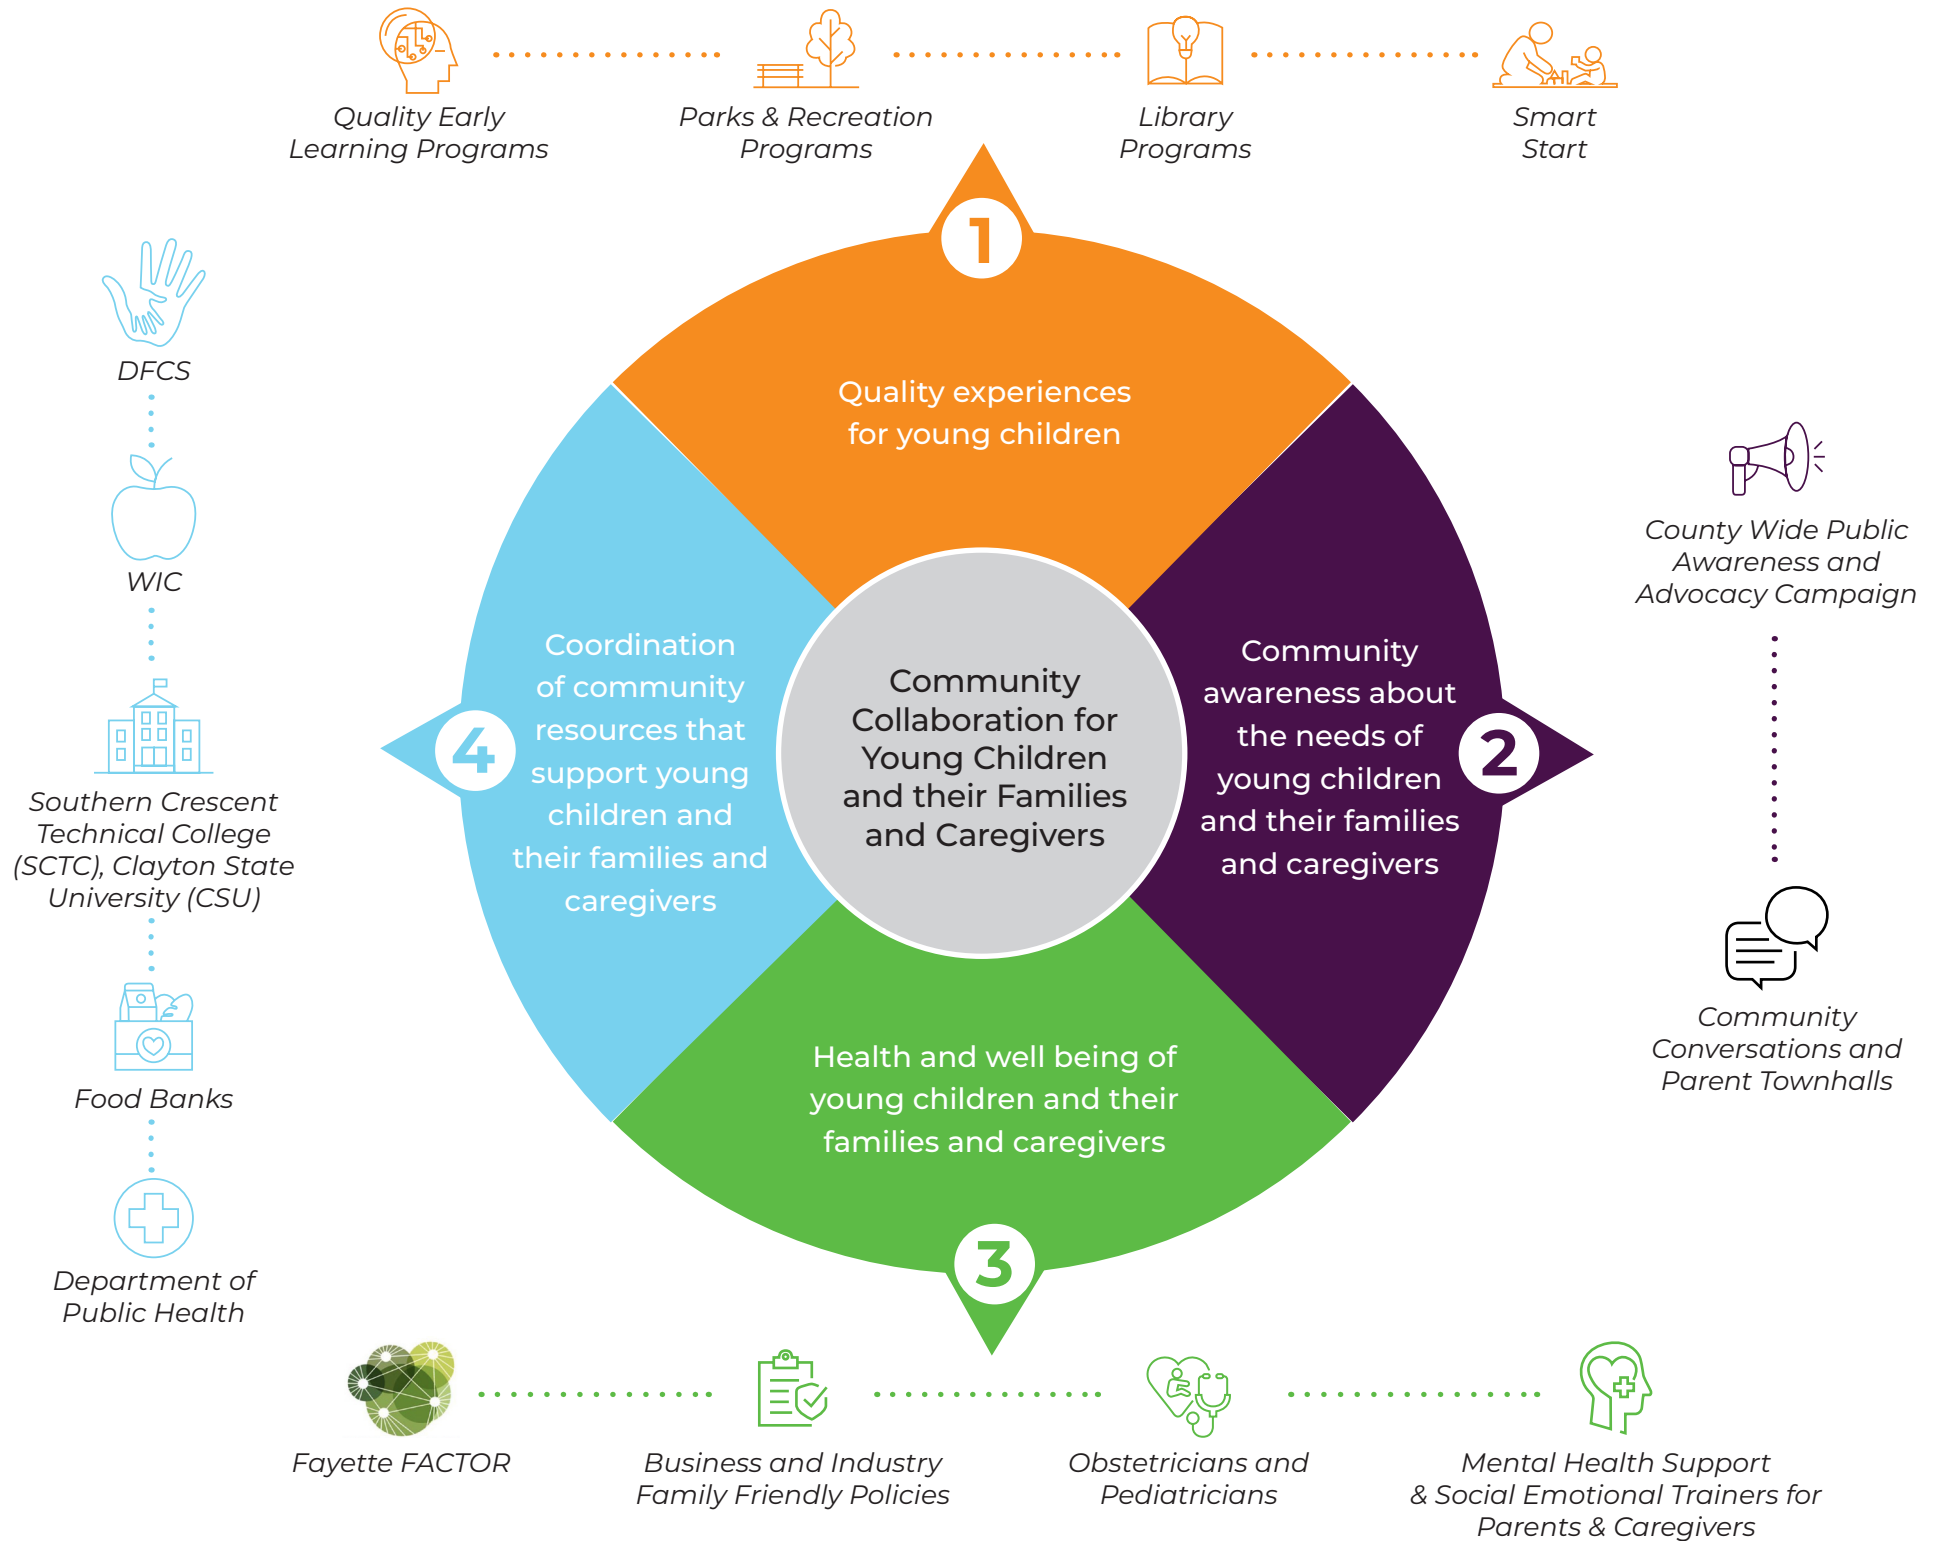 Quality Early
Learning Programs
Parks & Recreation
Programs
Library
Programs
Smart
Start
1
Quality experiences
for young children
2
Community
awareness about
the needs of
young children
and their families
and caregivers
County Wide Public
Awareness and
Advocacy Campaign
Community
Conversations and
Parent Townhalls
3
Health and well being of
young children and their
families and caregivers
Fayette FACTOR
Business and Industry
Family Friendly Policies
Obstetricians and
Pediatricians
Mental Health Support
& Social Emotional Trainers for
Parents & Caregivers
4
Coordination
of community
resources that
support young
children and
their families and
caregivers
DFCS
WIC
Southern Crescent
Technical College
(SCTC), Clayton State
University (CSU)
Food Banks
Department of
Public Health
Community
Collaboration for
Young Children
and their Families
and Caregivers